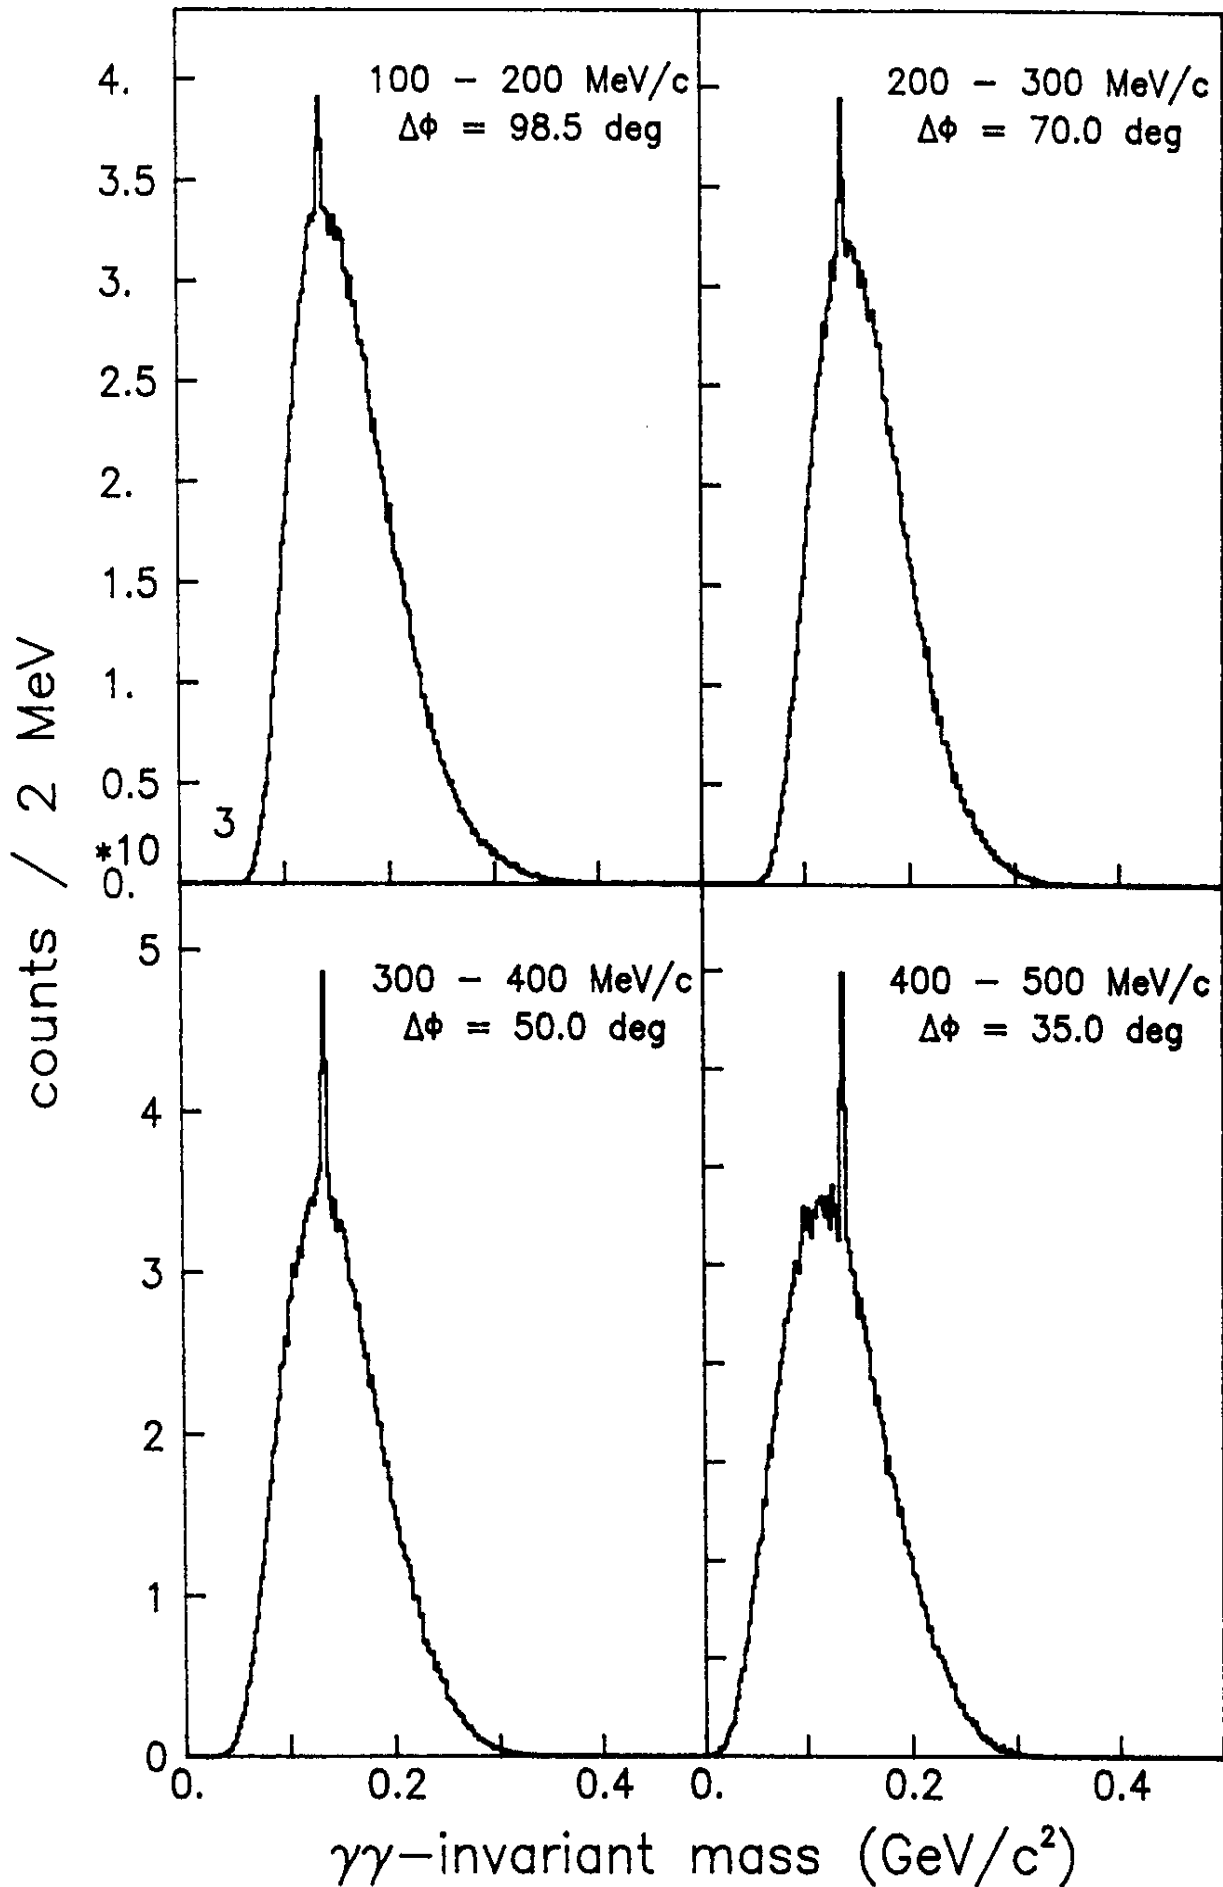 counts / 2 MeV
4.
3.5
3.
2.5
2.
1.5
1.
0.5
*10
3
0.
100 - 200 MeV/c
ΔΦ = 98.5 deg
200 - 300 MeV/c
ΔΦ = 70.0 deg
5
4
3
2
1
0
300 - 400 MeV/c
ΔΦ = 50.0 deg
400 - 500 MeV/c
ΔΦ = 35.0 deg
0. 0.2 0.4 0. 0.2 0.4
γγ-invariant mass (GeV/c²)